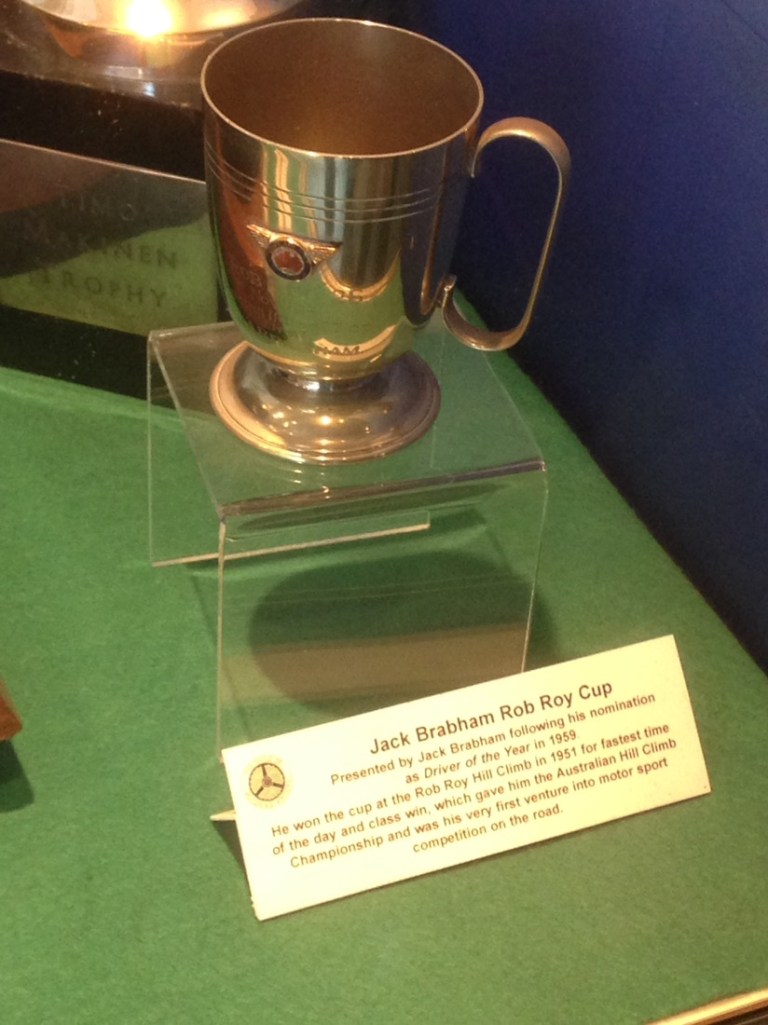 TIMO
MAKINEN
TROPHY
HAM
Jack Brabham Rob Roy Cup
Presented by Jack Brabham following his nomination
as Driver of the Year in 1959.
He won the cup at the Rob Roy Hill Climb in 1951 for fastest time
of the day and class win, which gave him the Australian Hill Climb
Championship and was his very first venture into motor sport
competition on the road.